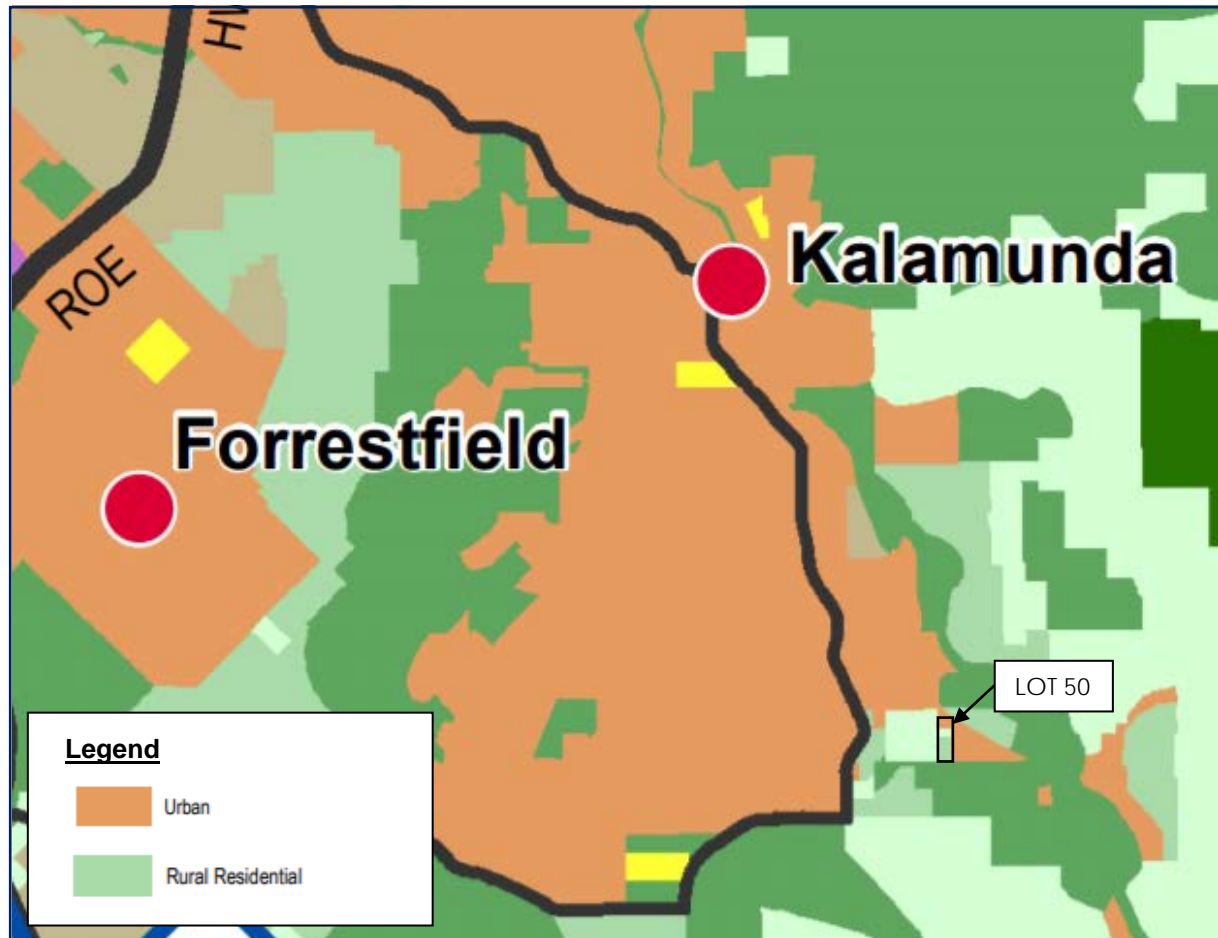 HW
ROE
Kalamunda
Forrestfield
LOT 50
Legend
Urban
Rural Residential